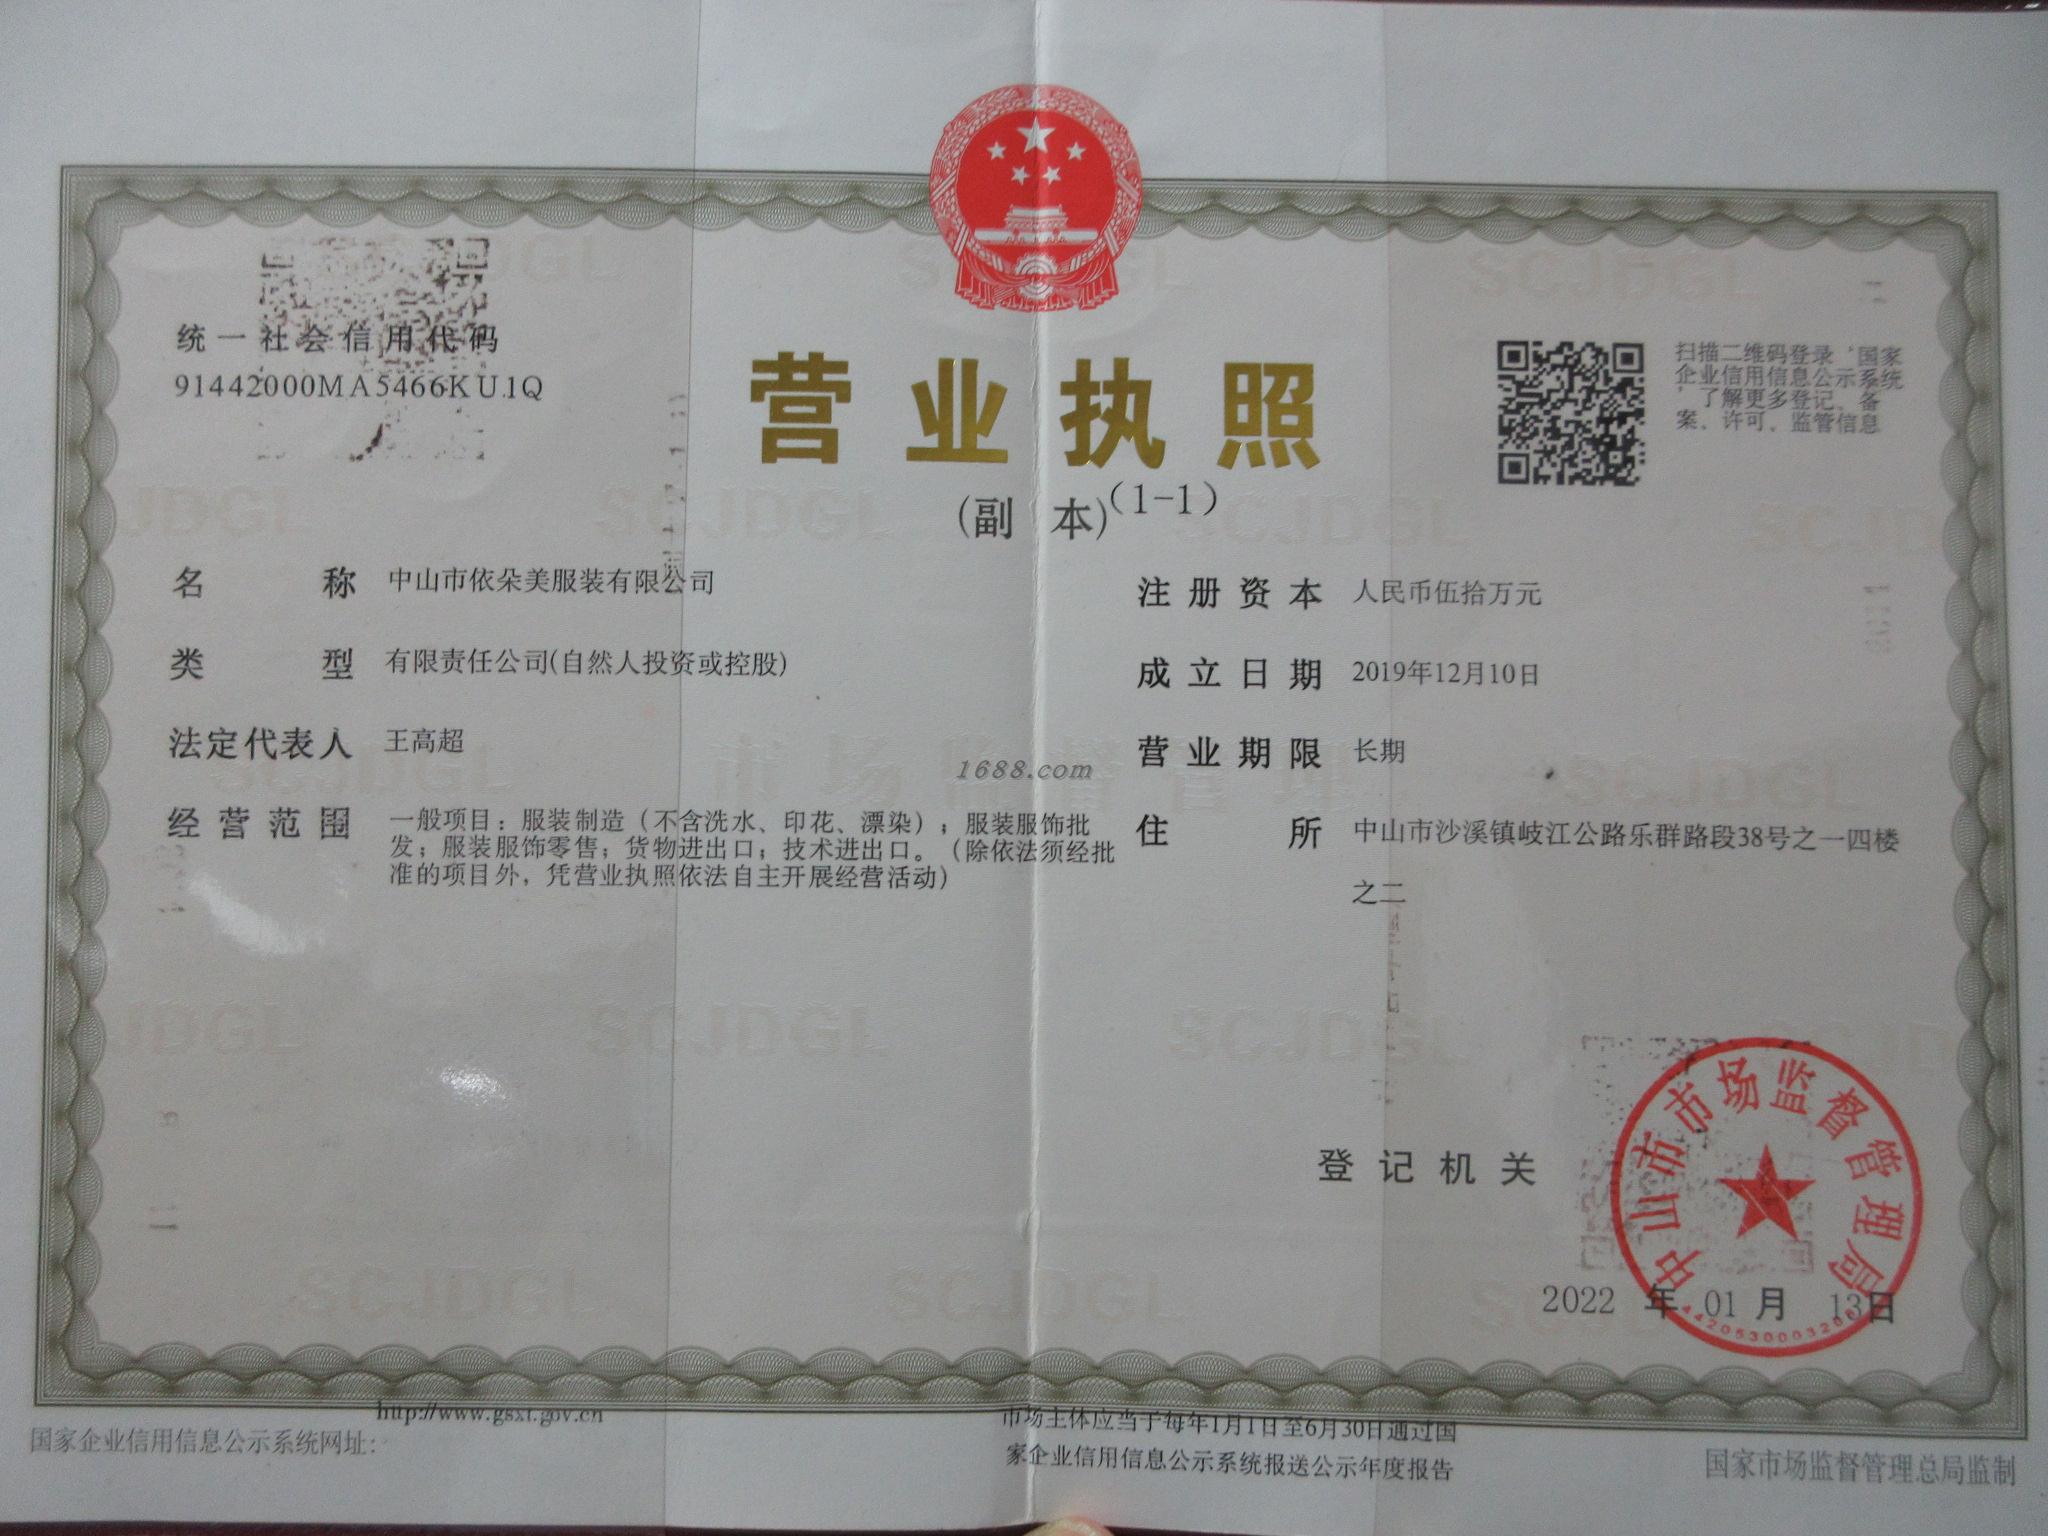 统一社会信用代码
91442000MA5466KU1Q
营业执照
(副本)(1-1)
扫描二维码登录‘国家
企业信用信息公示系统
’了解更多登记、备
案、许可、监管信息
名称 中山市依朵美服装有限公司
类型 有限责任公司(自然人投资或控股)
法定代表人 王高超
经营范围 一般项目：服装制造（不含洗水、印花、漂染）；服装服饰批
发；服装服饰零售；货物进出口；技术进出口。（除依法须经批
准的项目外，凭营业执照依法自主开展经营活动）
注册资本 人民币伍拾万元
成立日期 2019年12月10日
营业期限 长期
住所 中山市沙溪镇岐江公路乐群路段38号之一四楼
之二
1688.com
登记机关
中山市市场监督管理局
2022 年 01 月 13日
国家企业信用信息公示系统网址：
http://www.gsxt.gov.cn
市场主体应当于每年1月1日至6月30日通过国
家企业信用信息公示系统报送公示年度报告
国家市场监督管理总局监制